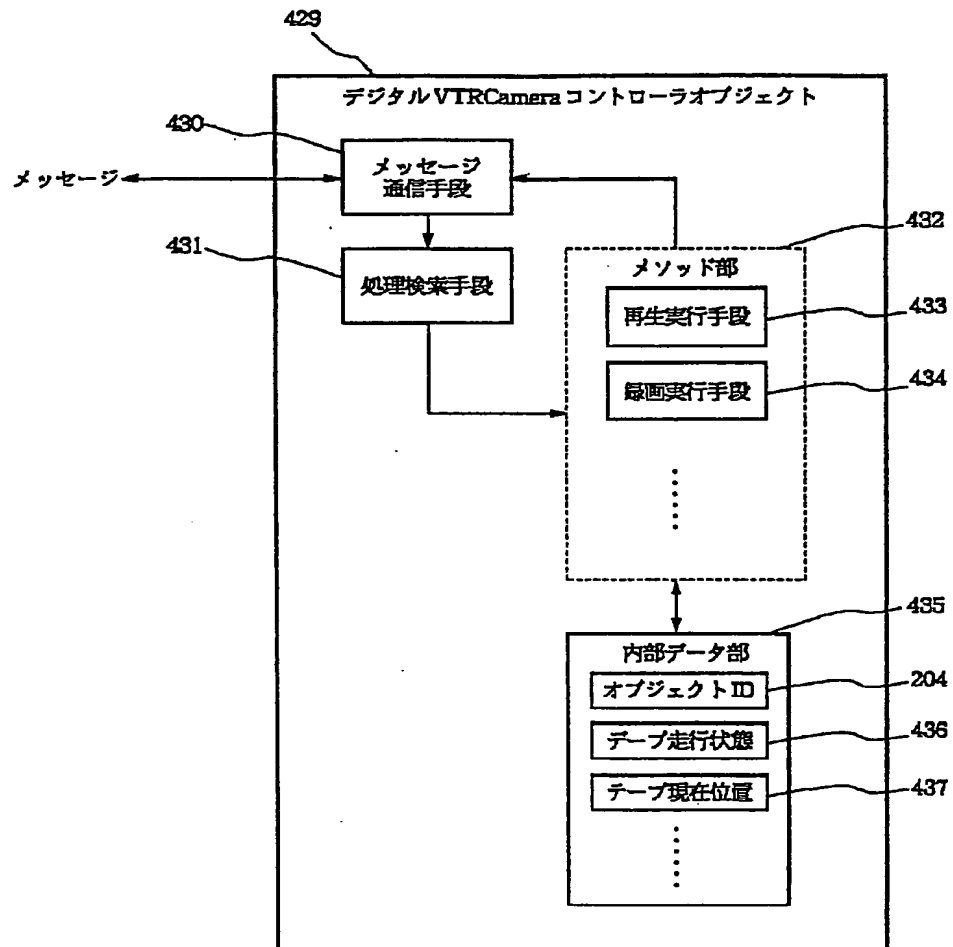 429
デジタルVTRCameraコントローラオブジェクト
430
メッセージ
メッセージ
通信手段
431
処理検索手段
432
メソッド部
再生実行手段
433
録画実行手段
434
435
内部データ部
オブジェクトID
204
テープ走行状態
436
テープ現在位置
437